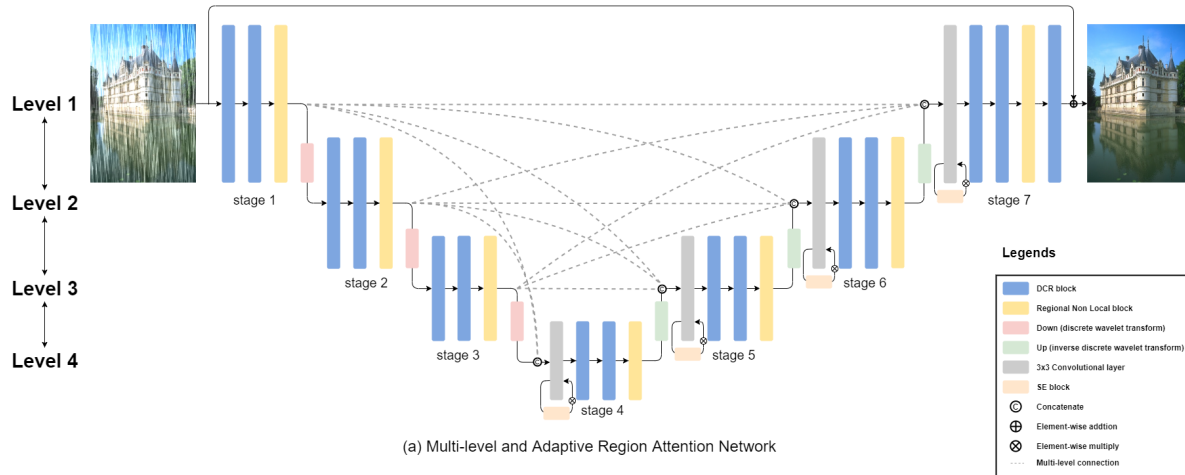 Level 1
Level 2
Level 3
Level 4
stage 1
stage 2
stage 3
stage 4
stage 5
stage 6
stage 7
C
C
C
C
Legends
DCR block
Regional Non Local block
Down (discrete wavelet transform)
Up (inverse discrete wavelet transform)
3x3 Convolutional layer
SE block
C Concatenate
Element-wise addtion
Element-wise multiply
Multi-level connection
(a) Multi-level and Adaptive Region Attention Network